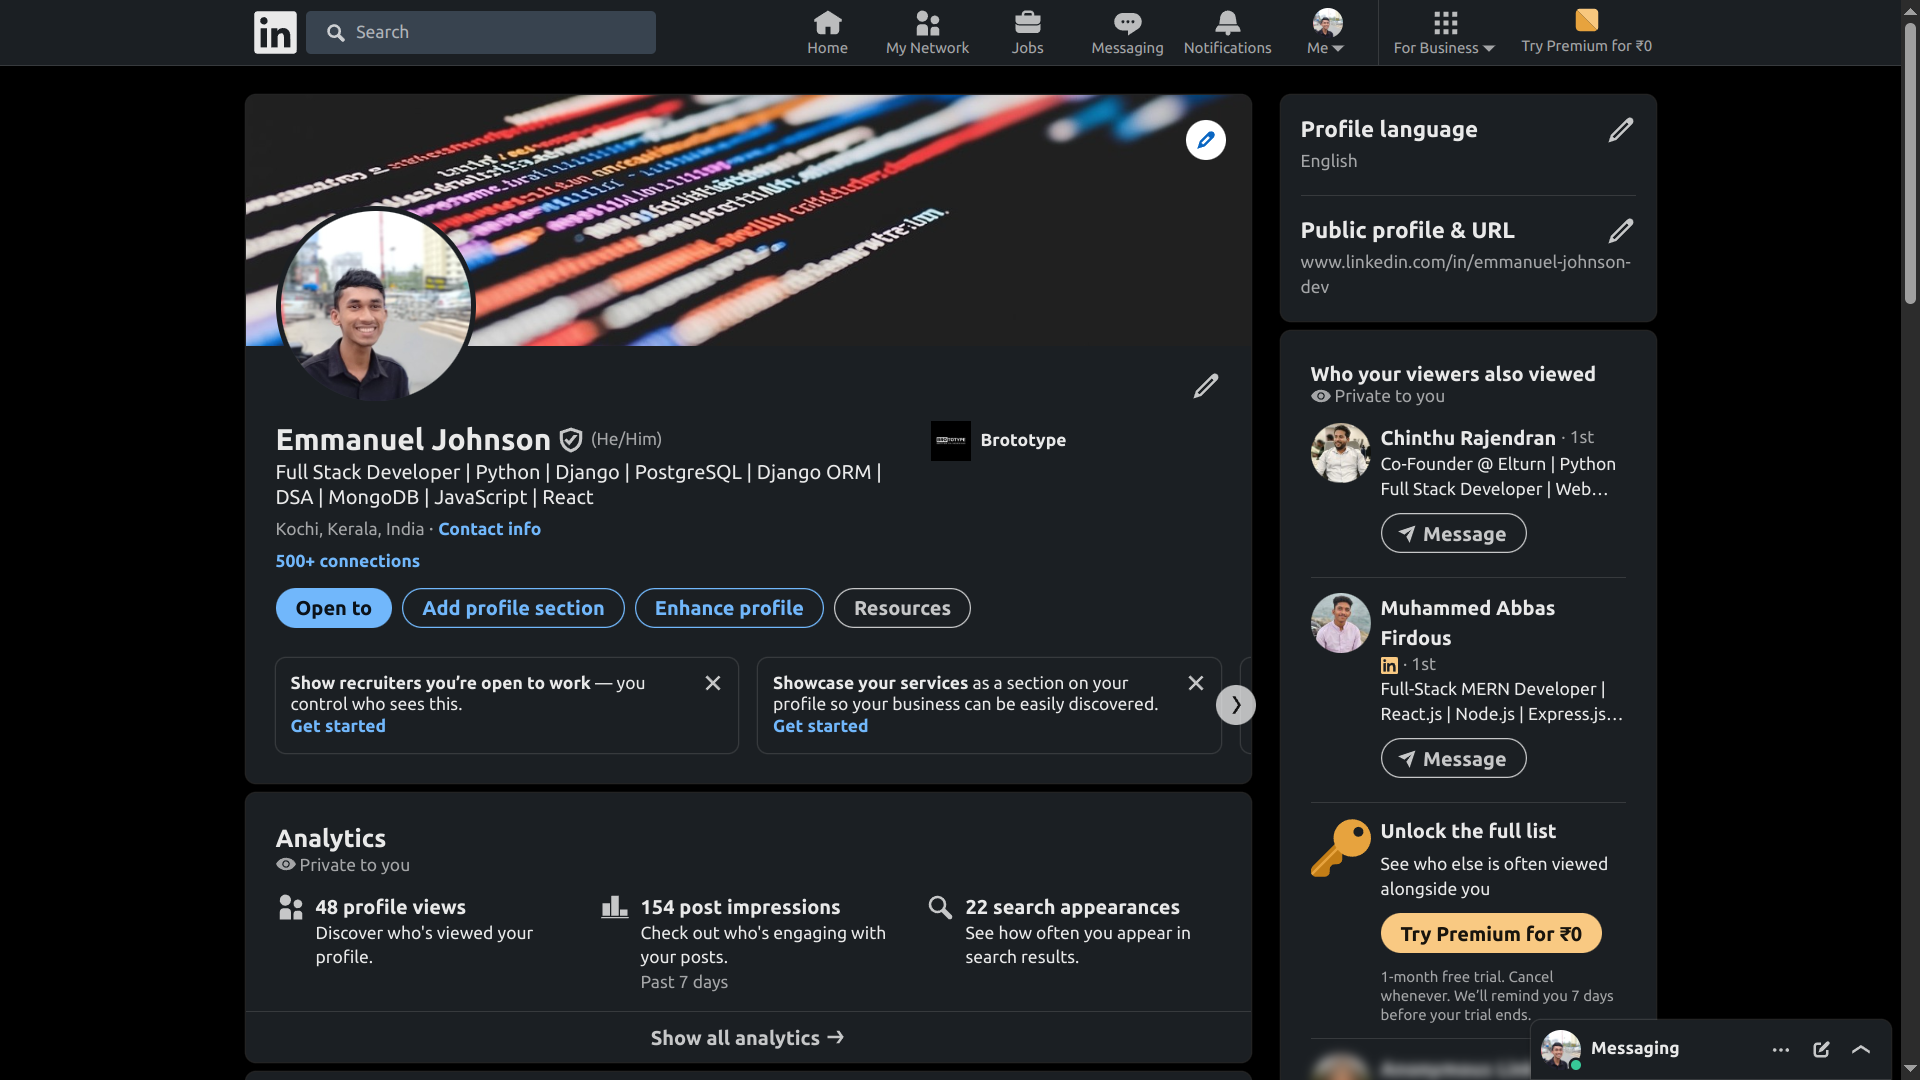 in
Search
Home
My Network
Jobs
Messaging
Notifications
Me
For Business
Try Premium for ₹0
Emmanuel Johnson (He/Him)
Brototype
Full Stack Developer | Python | Django | PostgreSQL | Django ORM |
DSA | MongoDB | JavaScript | React
Kochi, Kerala, India · Contact info
500+ connections
Open to
Add profile section
Enhance profile
Resources
Show recruiters you’re open to work — you
control who sees this.
Get started
Showcase your services as a section on your
profile so your business can be easily discovered.
Get started
Analytics
Private to you
48 profile views
Discover who's viewed your
profile.
154 post impressions
Check out who's engaging with
your posts.
Past 7 days
22 search appearances
See how often you appear in
search results.
Show all analytics →
Profile language
English
Public profile & URL
www.linkedin.com/in/emmanuel-johnson-
dev
Who your viewers also viewed
Private to you
Chinthu Rajendran · 1st
Co-Founder @ Elturn | Python
Full Stack Developer | Web…
Message
Muhammed Abbas
Firdous
in · 1st
Full-Stack MERN Developer |
React.js | Node.js | Express.js…
Message
Unlock the full list
See who else is often viewed
alongside you
Try Premium for ₹0
1-month free trial. Cancel
whenever. We’ll remind you 7 days
before your trial ends.
Messaging